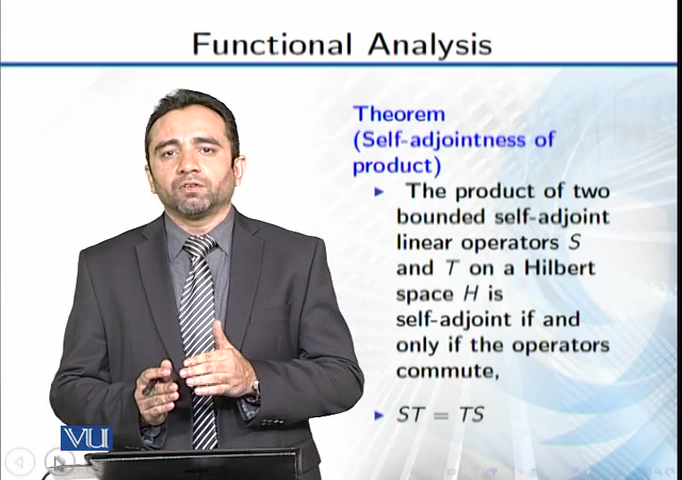 Functional Analysis
Theorem
(Self-adjointness of
product)
The product of two
bounded self-adjoint
linear operators S
and T on a Hilbert
space H is
self-adjoint if and
only if the operators
commute,
ST = TS
VU